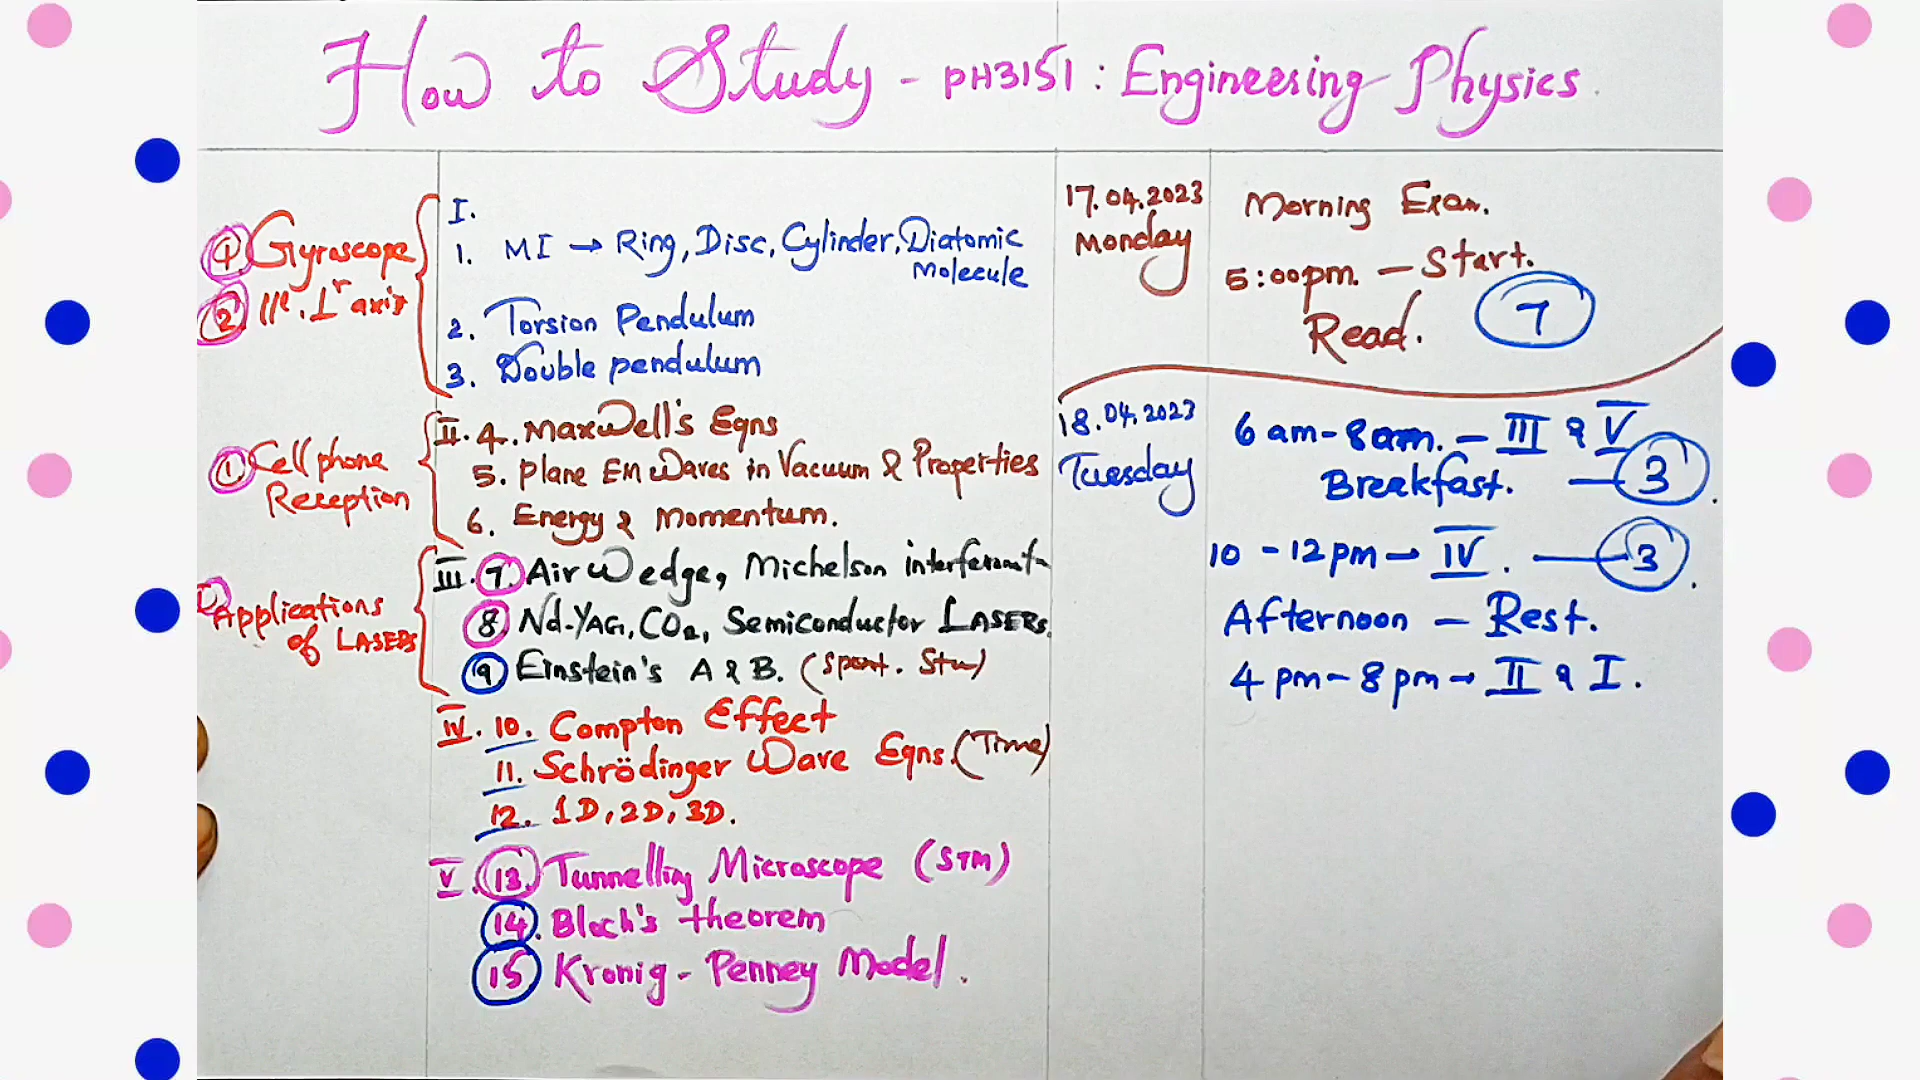 How to Study - PH3151 : Engineering Physics
① Gyroscope
② ||el. ⊥r axis
I.
1. MI → Ring, Disc, Cylinder, Diatomic
Molecule
2. Torsion Pendulum
3. Double pendulum
① Cell phone
Reception
II. 4. Maxwell's Eqns
5. Plane EM Waves in Vacuum & Properties
6. Energy & Momentum.
① Applications
of LASERS
III. 7. Air Wedge, Michelson
8. Nd-YAG, CO2, Semiconductor LASERs.
9. Einstein's A & B. (Spont. Stu)
IV. 10. Compton Effect
11. Schrödinger Wave Eqns. (Time)
12. 1D, 2D, 3D.
V. 13. Tunnelling Microscope (STM)
14. Bloch's theorem
15. Kronig - Penney Model.
17.04.2023
Monday
Morning Exam.
5:00pm. - Start.
Read. 7
18.04.2023
Tuesday
6 am - 8 am. - III & V
Breakfast. — 3.
10 - 12 pm → IV. — 3.
Afternoon - Rest.
4 pm - 8 pm → II & I.